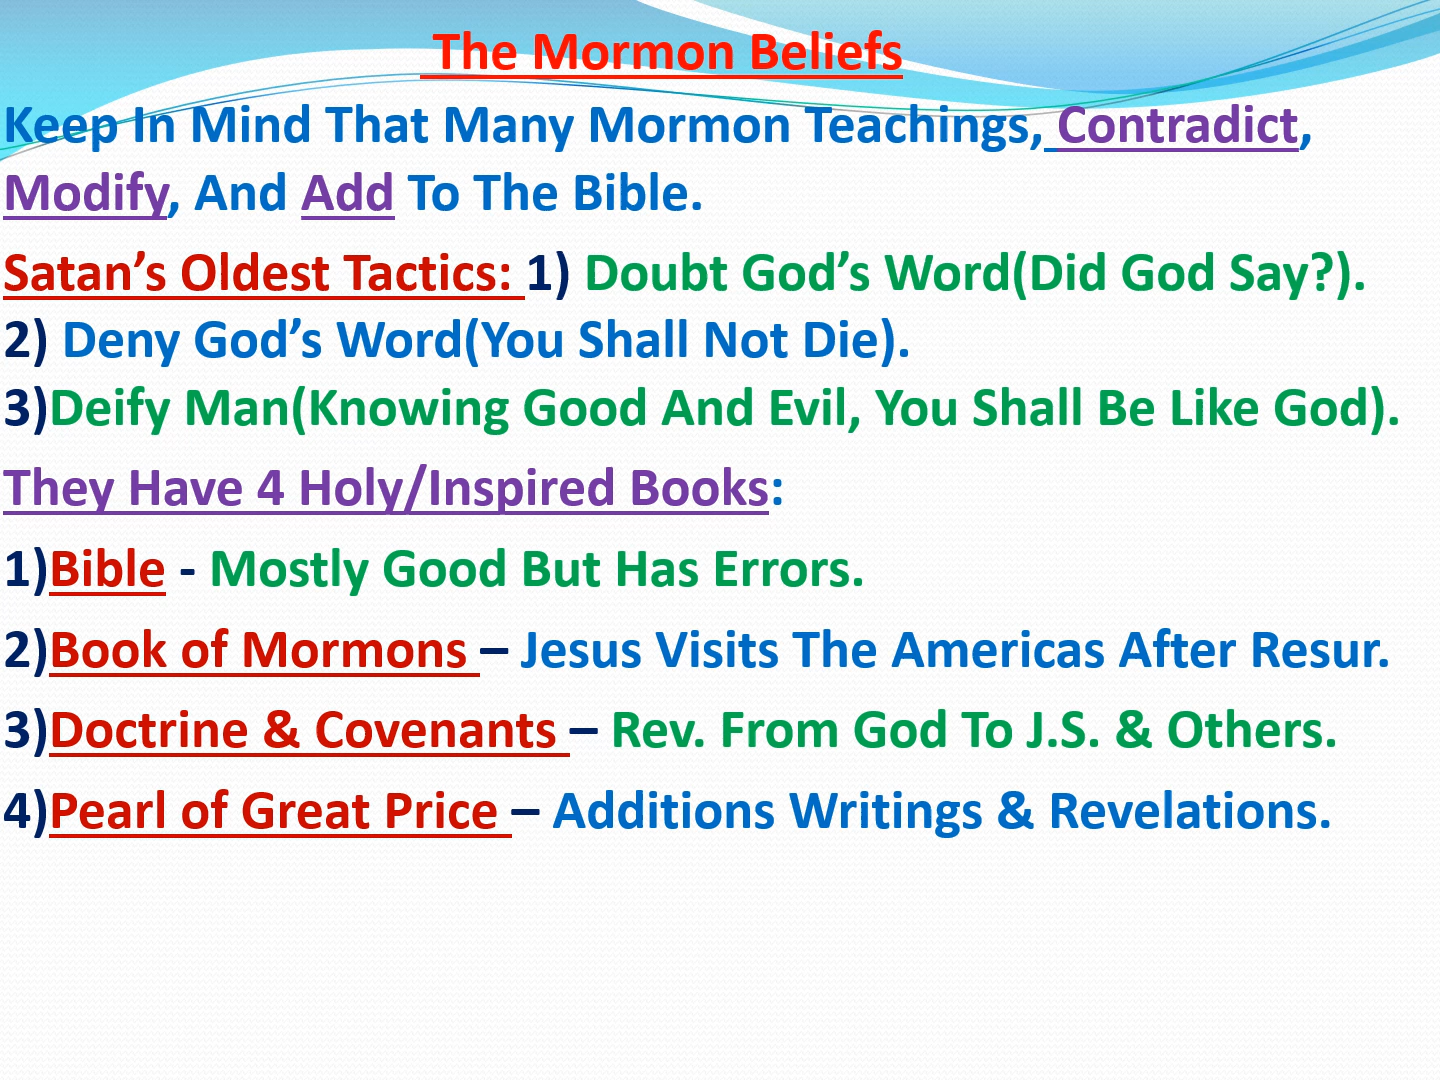 The Mormon Beliefs
Keep In Mind That Many Mormon Teachings, Contradict,
Modify, And Add To The Bible.
Satan’s Oldest Tactics: 1) Doubt God’s Word(Did God Say?).
2) Deny God’s Word(You Shall Not Die).
3)Deify Man(Knowing Good And Evil, You Shall Be Like God).
They Have 4 Holy/Inspired Books:
1)Bible - Mostly Good But Has Errors.
2)Book of Mormons – Jesus Visits The Americas After Resur.
3)Doctrine & Covenants – Rev. From God To J.S. & Others.
4)Pearl of Great Price – Additions Writings & Revelations.